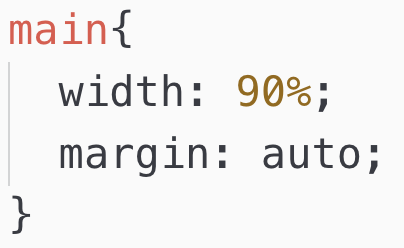 main{
  width: 90%;
  margin: auto;
}